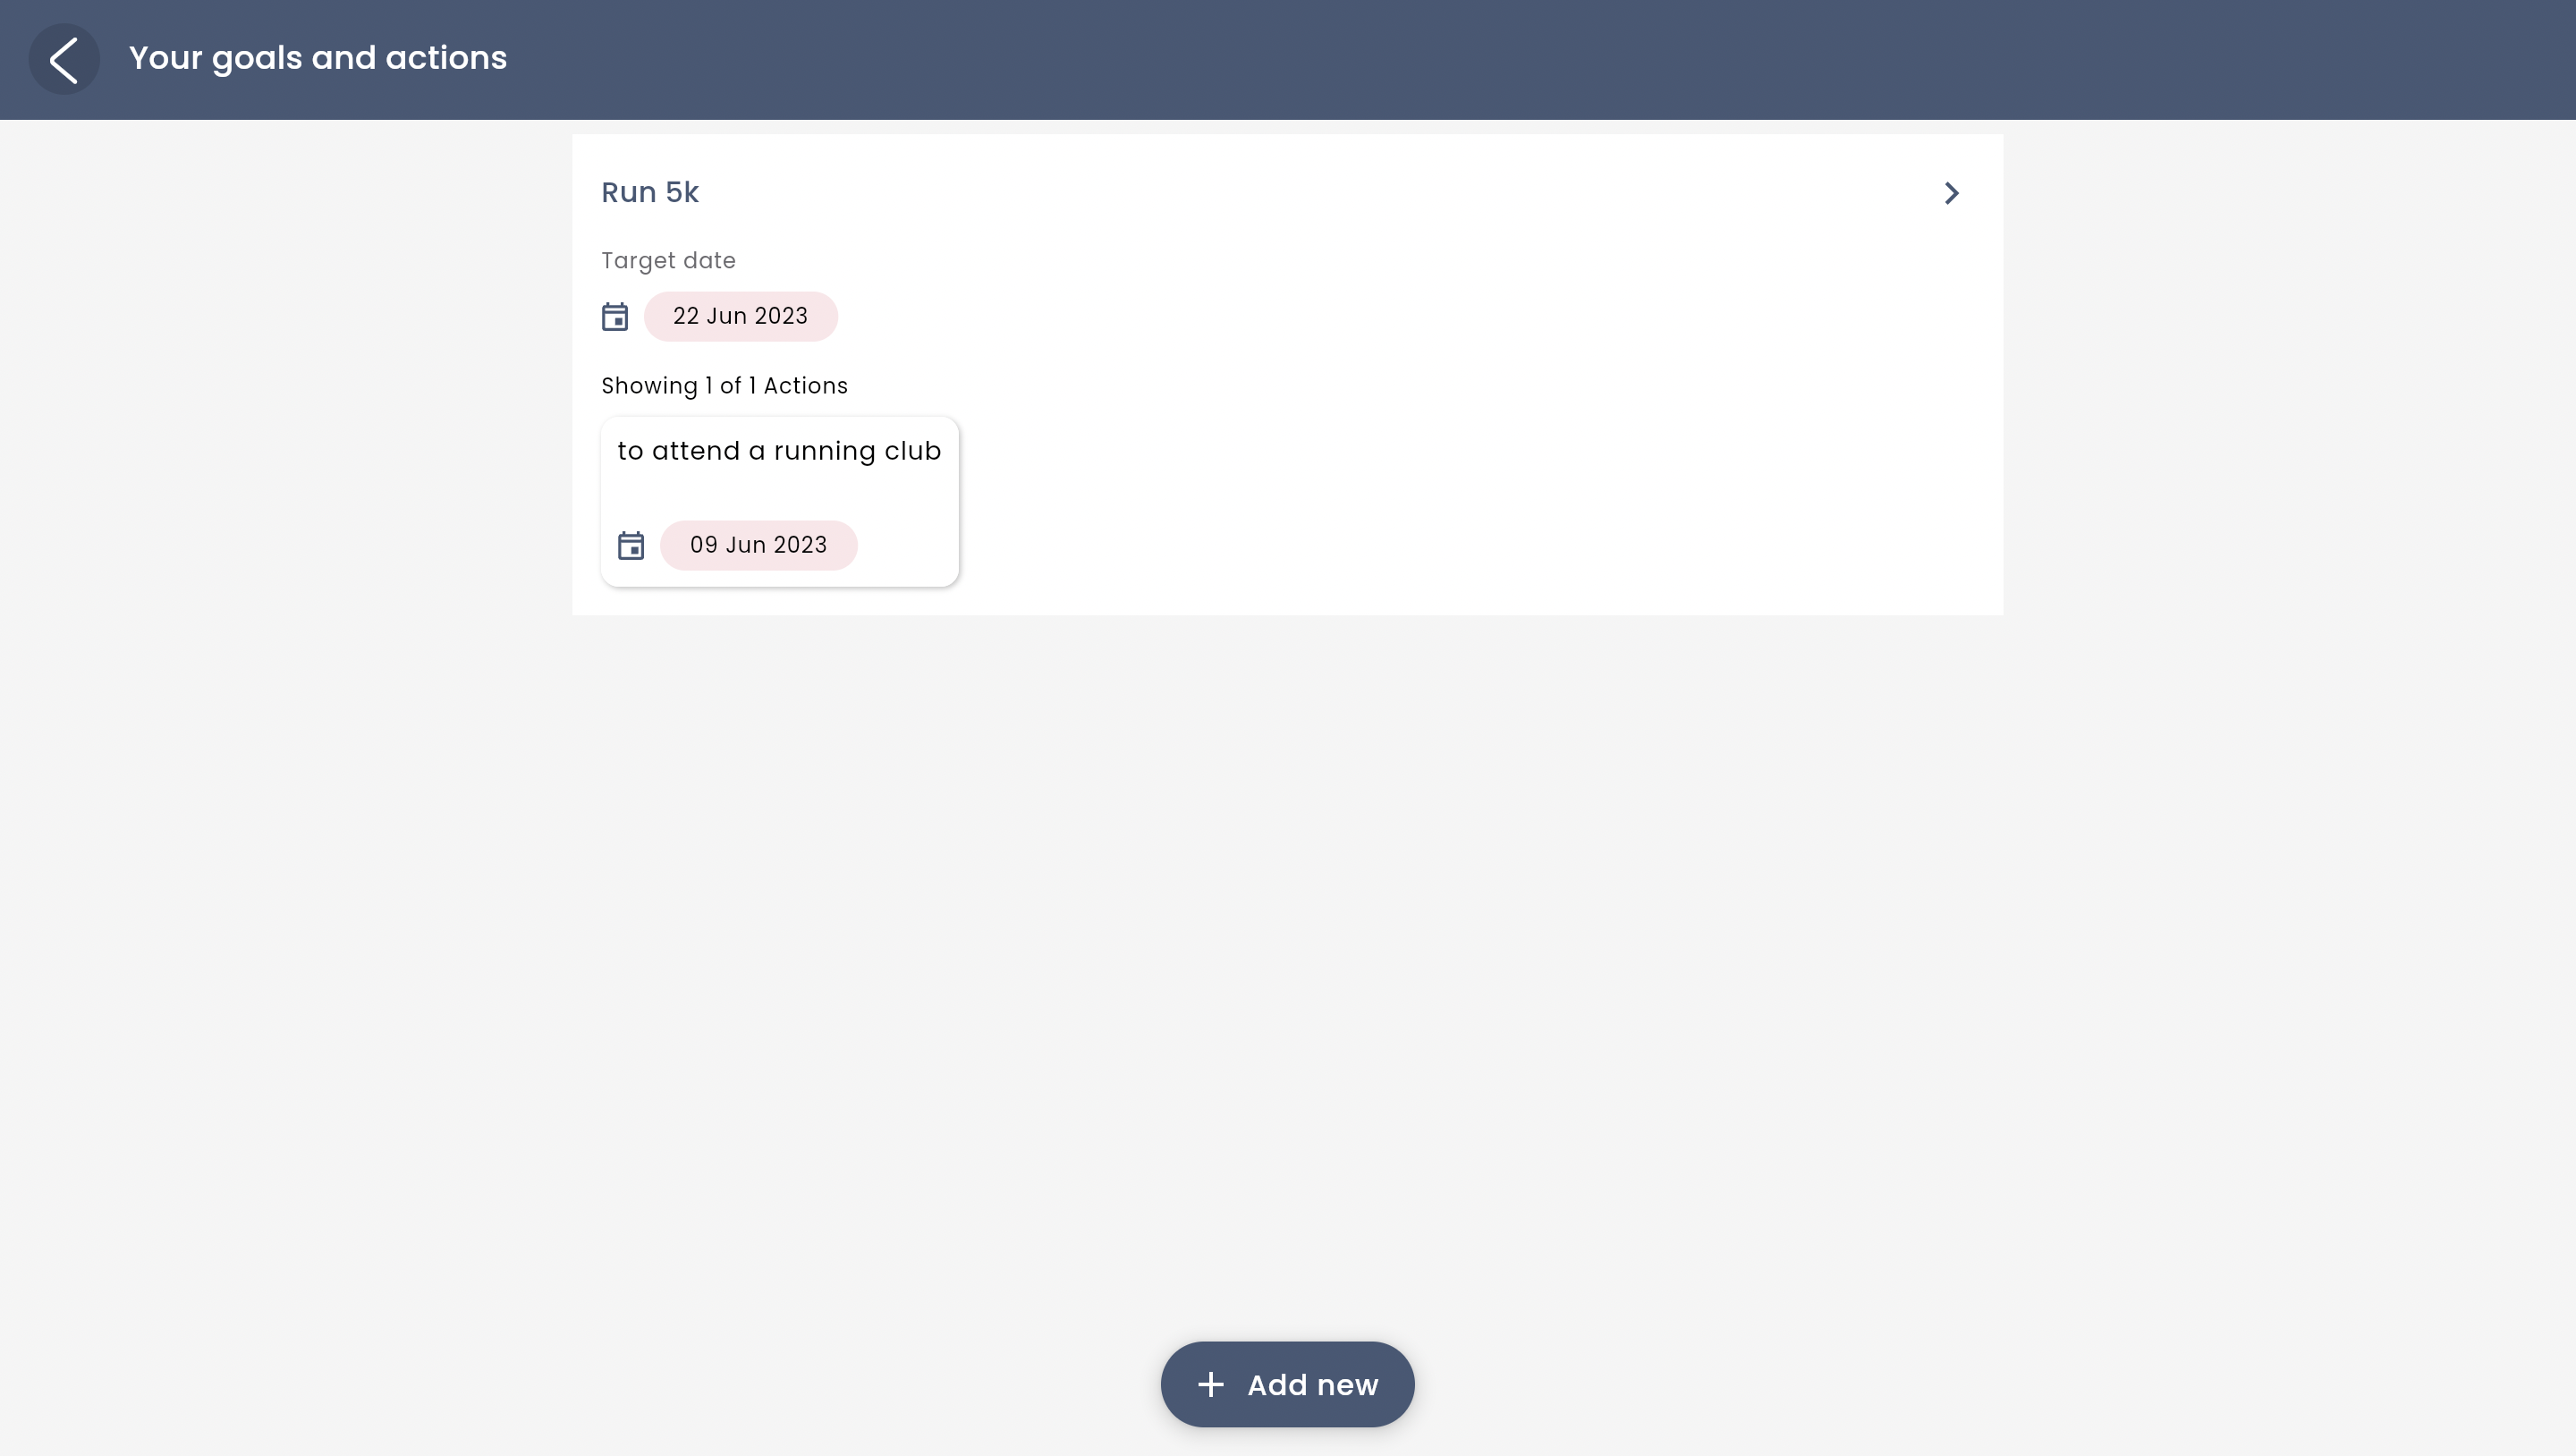 Your goals and actions
Run 5k
Target date
22 Jun 2023
Showing 1 of 1 Actions
to attend a running club
09 Jun 2023
Add new